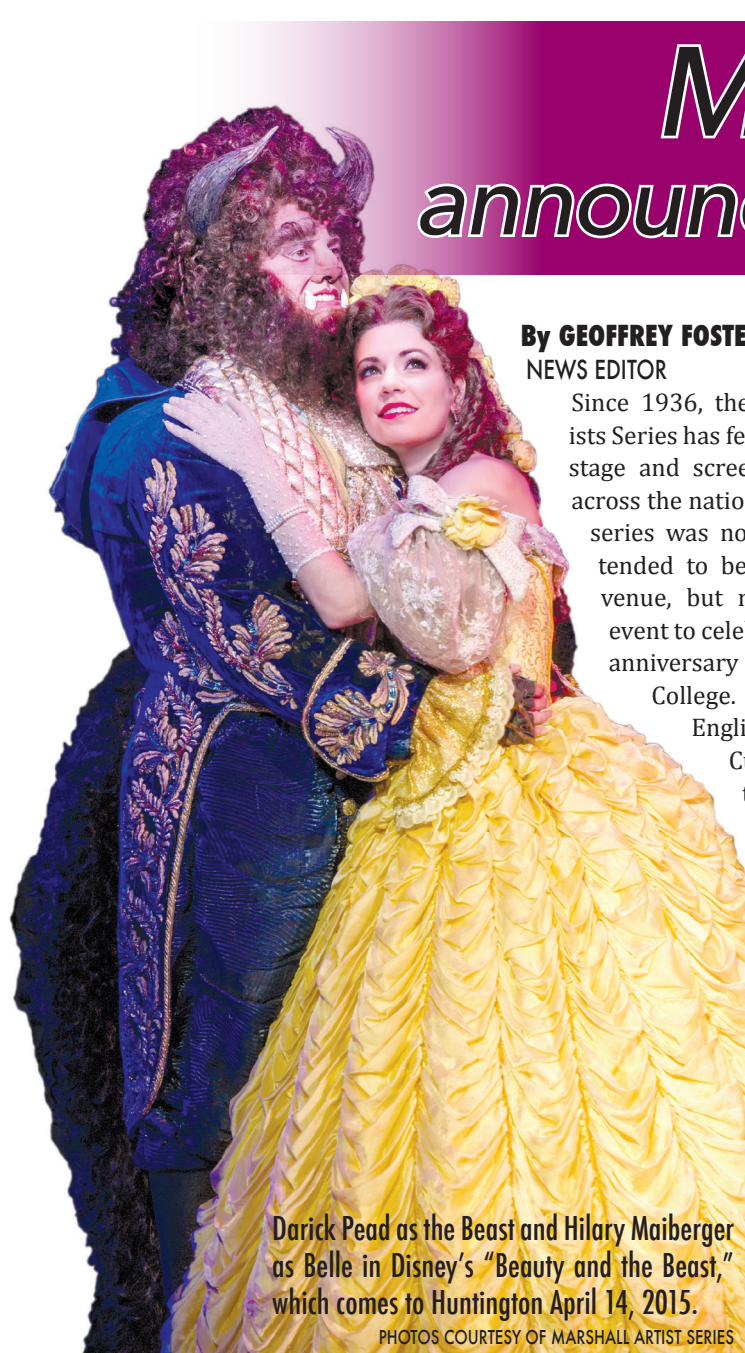 M
announc
By GEOFFREY FOSTE
NEWS EDITOR
Since 1936, the
ists Series has fe
stage and scree
across the natio
series was no
tended to be
venue, but
event to celel
anniversary
College.
Engli
Cu
t
Darick Pead as the Beast and Hilary Maiberger
as Belle in Disney's "Beauty and the Beast,"
which comes to Huntington April 14, 2015.
PHOTOS COURTESY OF MARSHALL ARTIST SERIES